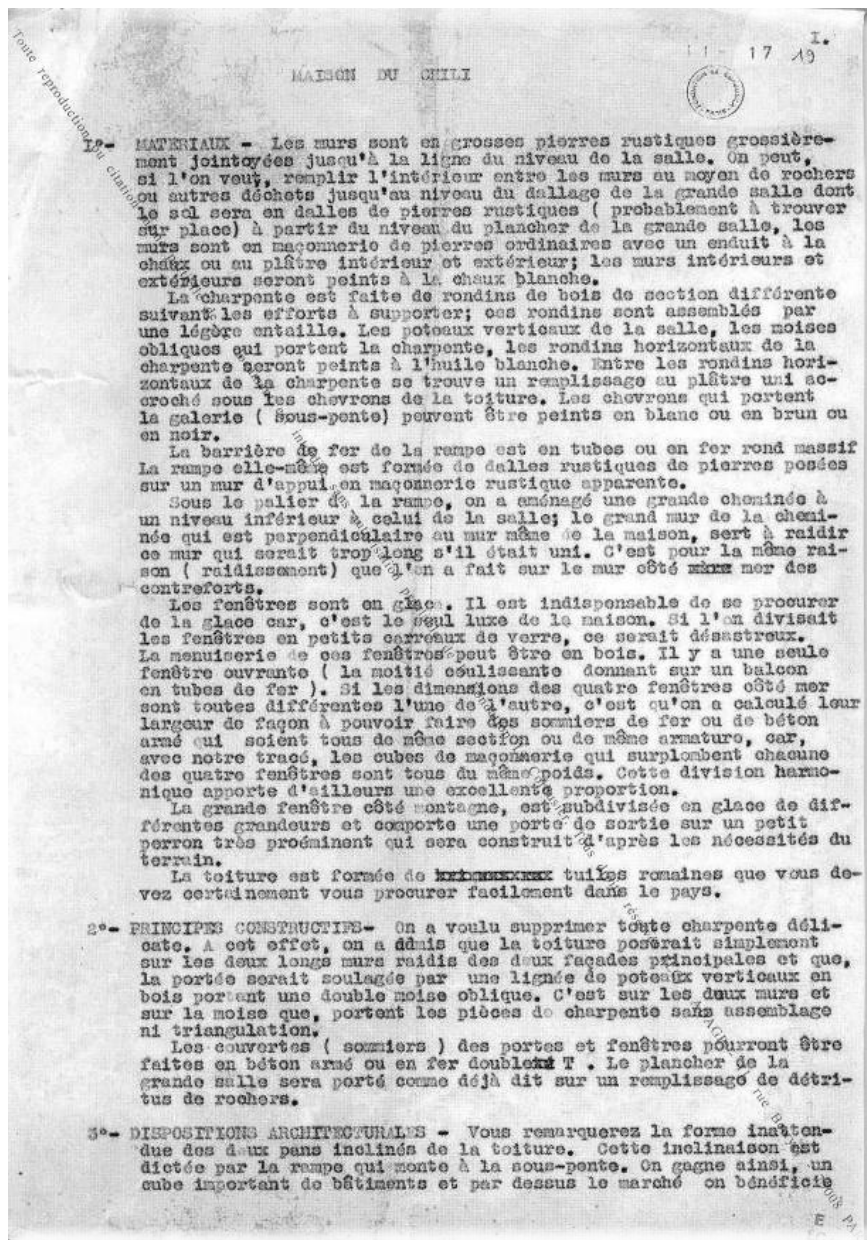 I.
11- 17 19
MAISON DU CHILI
1°- MATERIAUX - Les murs sont en grosses pierres rustiques grossière-
ment jointoyées jusqu'à la ligne du niveau de la salle. On peut,
si l'on veut, remplir l'intérieur entre les murs au moyen de rochers
ou autres déchets jusqu'au niveau du dallage de la grande salle dont
le sol sera en dalles de pierres rustiques ( probablement à trouver
sur place) à partir du niveau du plancher de la grande salle, les
murs sont en maçonnerie de pierres ordinaires avec un enduit à la
chaux ou au plâtre intérieur et extérieur; les murs intérieurs et
extérieurs seront peints à la chaux blanche.
La charpente est faite de rondins de bois de section différente
suivant les efforts à supporter; ces rondins sont assemblés par
une légère entaille. Les poteaux verticaux de la salle, les moises
obliques qui portent la charpente, les rondins horizontaux de la
charpente seront peints à l'huile blanche. Entre les rondins hori-
zontaux de la charpente se trouve un remplissage au plâtre uni ac-
croché sous les chevrons de la toiture. Les chevrons qui portent
la galerie ( Sous-pente) peuvent être peints en blanc ou en brun ou
en noir.
La barrière de fer de la rampe est en tubes ou en fer rond massif
La rampe elle-même est formée de dalles rustiques de pierres posées
sur un mur d'appui en maçonnerie rustique apparente.
Sous le palier de la rampe, on a aménagé une grande cheminée à
un niveau inférieur à celui de la salle; le grand mur de la chemi-
née qui est perpendiculaire au mur même de la maison, sert à raidir
ce mur qui serait trop long s'il était uni. C'est pour la même rai-
son ( raidissement) que l'on a fait sur le mur côté mer des
contreforts.
Les fenêtres sont en glace. Il est indispensable de se procurer
de la glace car, c'est le seul luxe de la maison. Si l'on divisait
les fenêtres en petits carreaux de verre, ce serait désastreux.
La menuiserie de ces fenêtres peut être en bois. Il y a une seule
fenêtre ouvrante ( la moitié coulissante donnant sur un balcon
en tubes de fer ). Si les dimensions des quatre fenêtres côté mer
sont toutes différentes l'une de l'autre, c'est qu'on a calculé leur
largeur de façon à pouvoir faire des sommiers de fer ou de béton
armé qui soient tous de même section ou de même armature, car,
avec notre tracé, les cubes de maçonnerie qui surplombent chacune
des quatre fenêtres sont tous du même poids. Cette division harmo-
nique apporte d'ailleurs une excellente proportion.
La grande fenêtre côté montagne, est subdivisée en glace de dif-
férentes grandeurs et comporte une porte de sortie sur un petit
perron très proéminent qui sera construit d'après les nécessités du
terrain.
La toiture est formée de tuiles romaines que vous de-
vez certainement vous procurer facilement dans le pays.
2°- PRINCIPES CONSTRUCTIFS- On a voulu supprimer toute charpente déli-
cate. A cet effet, on a admis que la toiture poserait simplement
sur les deux longs murs raidis des deux façades principales et que,
la portée serait soulagée par une lignée de poteaux verticaux en
bois portant une double moise oblique. C'est sur les deux murs et
sur la moise que, portent les pièces de charpente sans assemblage
ni triangulation.
Les couvertes ( sommiers ) des portes et fenêtres pourront être
faites en béton armé ou en fer double T . Le plancher de la
grande salle sera porté comme déjà dit sur un remplissage de détri-
tus de rochers.
3°- DISPOSITIONS ARCHITECTURALES - Vous remarquerez la forme inatten-
due des deux pans inclinés de la toiture. Cette inclinaison est
dictée par la rampe qui monte à la sous-pente. On gagne ainsi, un
cube important de bâtiments et par dessus le marché on bénéficie
Toute reproduction ou citation